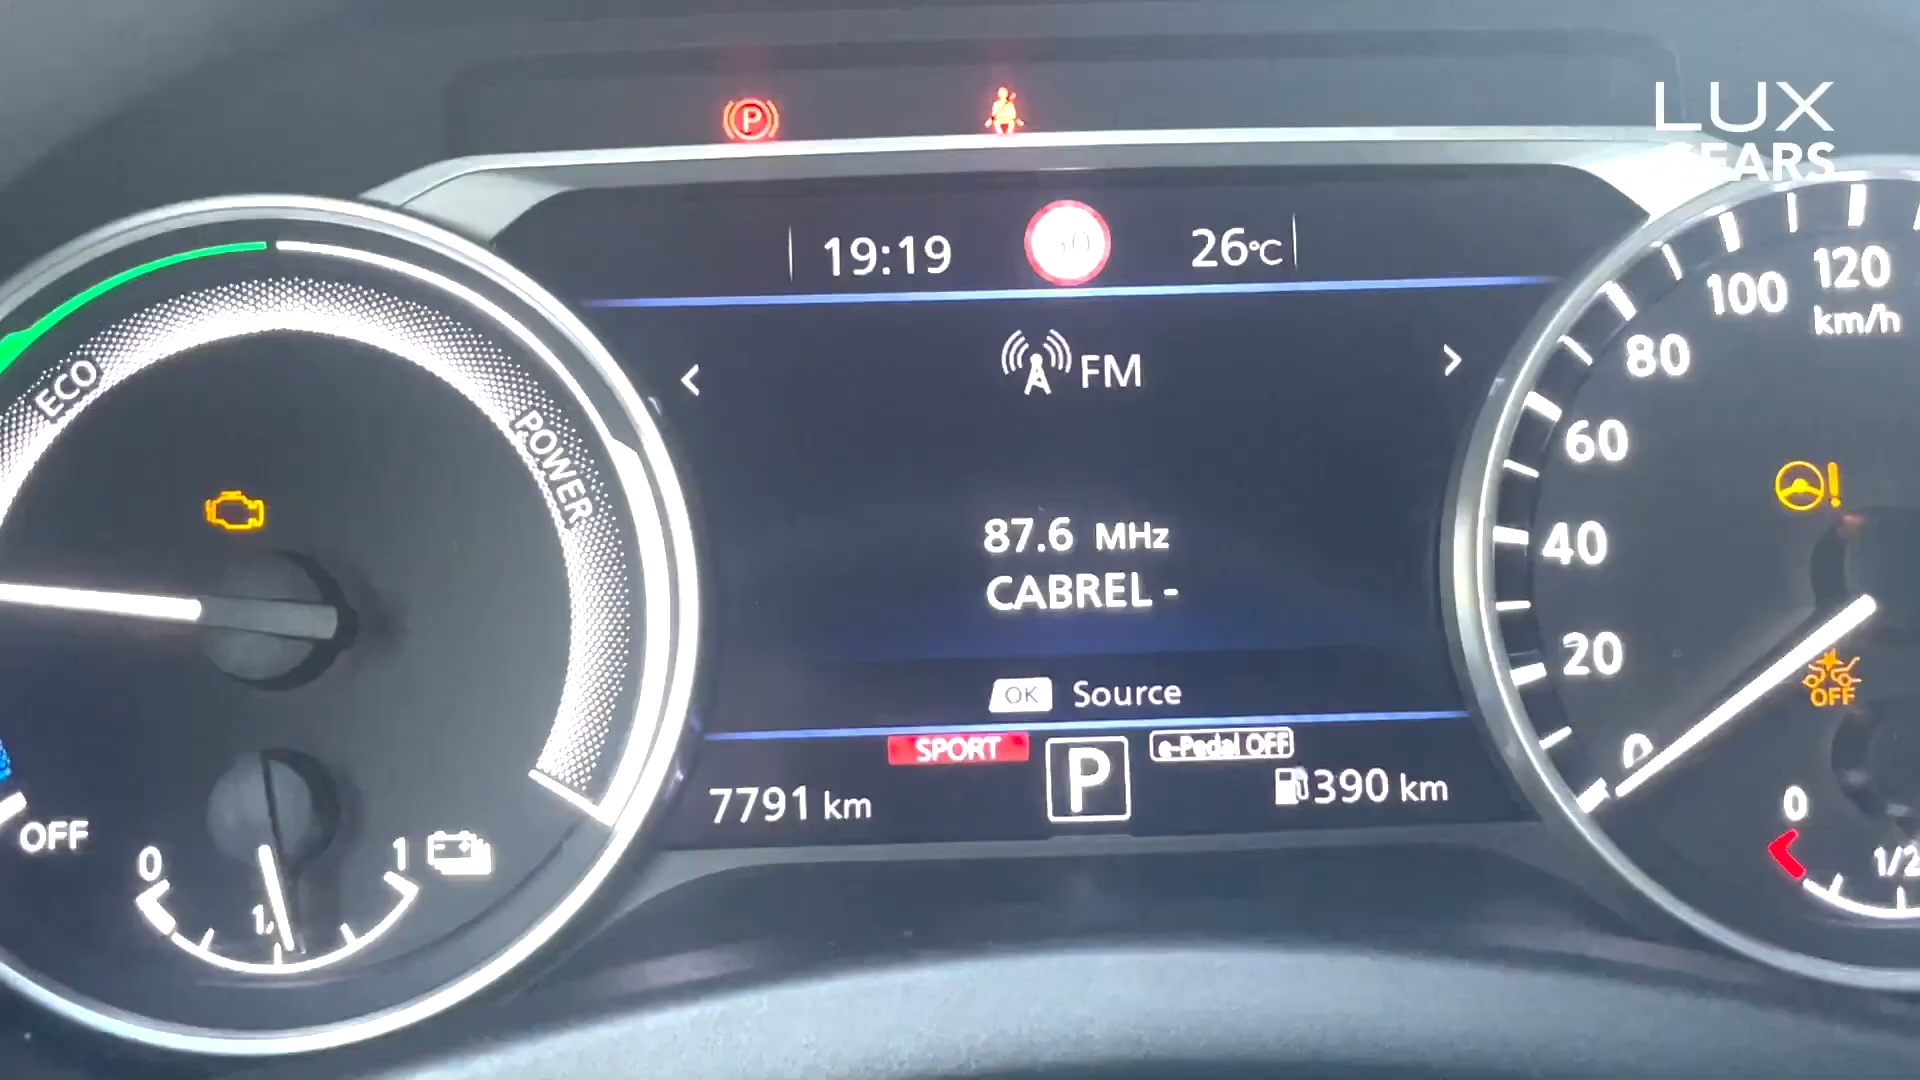 LUX
GEARS
P
19:19
26°C
FM
120
100
km/h
80
60
40
20
0
ECO
POWER
87.6 MHz
CABREL -
OK Source
SPORT
P
e-Pedal OFF
7791 km
390 km
OFF
OFF
0
1
0
1/2